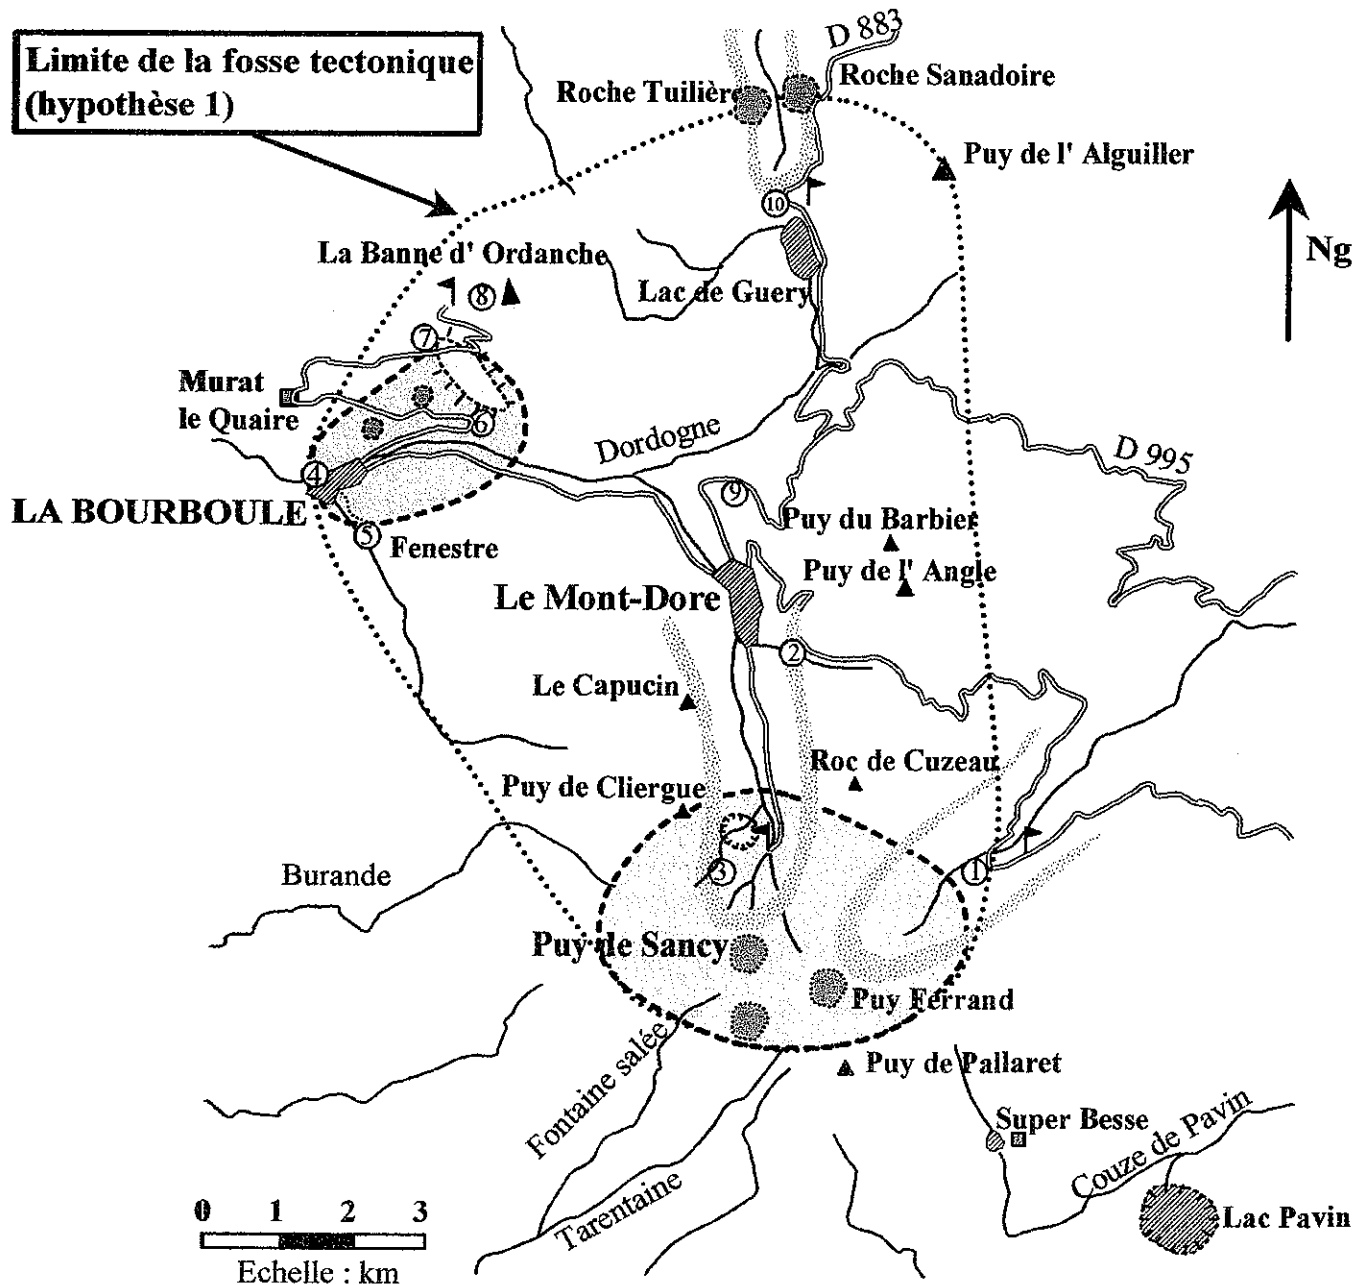 D 883
Limite de la fosse tectonique
(hypothèse 1)
Roche Tuilière
Roche Sanadoire
Puy de l' Alguiller
10
Ng
La Banne d' Ordanche
8
Lac de Guery
7
Murat
le Quaire
6
Dordogne
D 995
4
LA BOURBOULE
9
5
Fenestre
Puy du Barbier
Puy de l' Angle
Le Mont-Dore
2
Le Capucin
Roc de Cuzeau
Puy de Cliergue
Burande
3
1
Puy de Sancy
Puy Ferrand
Fontaine salée
Puy de Pallaret
Super Besse
Couze de Pavin
Tarentaine
Lac Pavin
0 1 2 3
Echelle : km